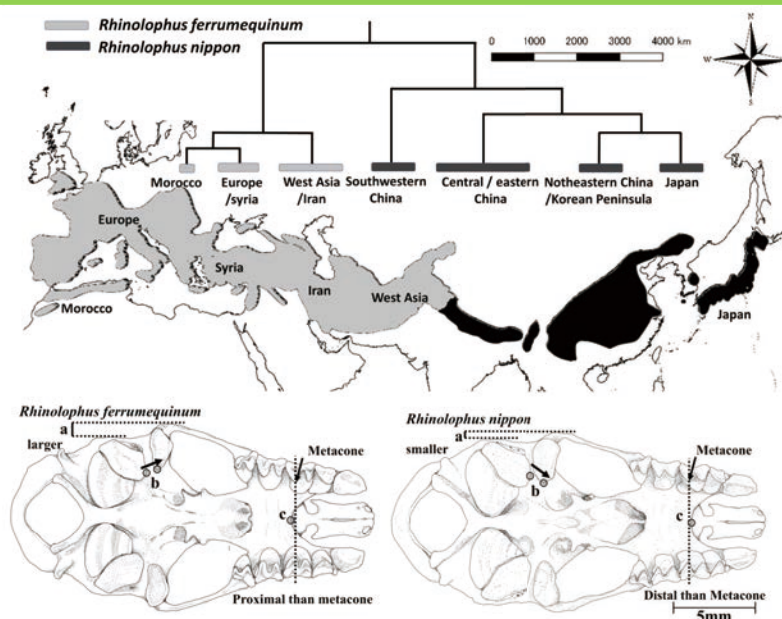 Rhinolophus ferrumequinum
Rhinolophus nippon
0 1000 2000 3000 4000 km
N
W
E
S
Morocco
Europe
/syria
West Asia
/Iran
Southwestern
China
Central / eastern
China
Notheastern China
/Korean Peninsula
Japan
Europe
Syria
Iran
West Asia
Morocco
Japan
Rhinolophus ferrumequinum
a
larger
b
c
Metacone
Proximal than metacone
Rhinolophus nippon
a
smaller
b
c
Metacone
Distal than Metacone
5mm